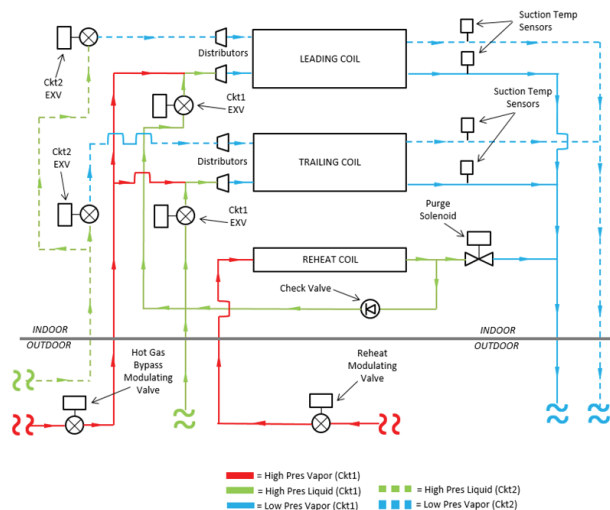 Suction Temp
Sensors
Distributors
LEADING COIL
Ckt2
EXV
Ckt1
EXV
Suction Temp
Sensors
Ckt2
EXV
Distributors
TRAILING COIL
Ckt1
EXV
Purge
Solenoid
REHEAT COIL
Check Valve
INDOOR
OUTDOOR
INDOOR
OUTDOOR
Hot Gas
Bypass
Modulating
Valve
Reheat
Modulating
Valve
= High Pres Vapor (Ckt1)
= High Pres Liquid (Ckt1)
= High Pres Liquid (Ckt2)
= Low Pres Vapor (Ckt1)
= Low Pres Vapor (Ckt2)